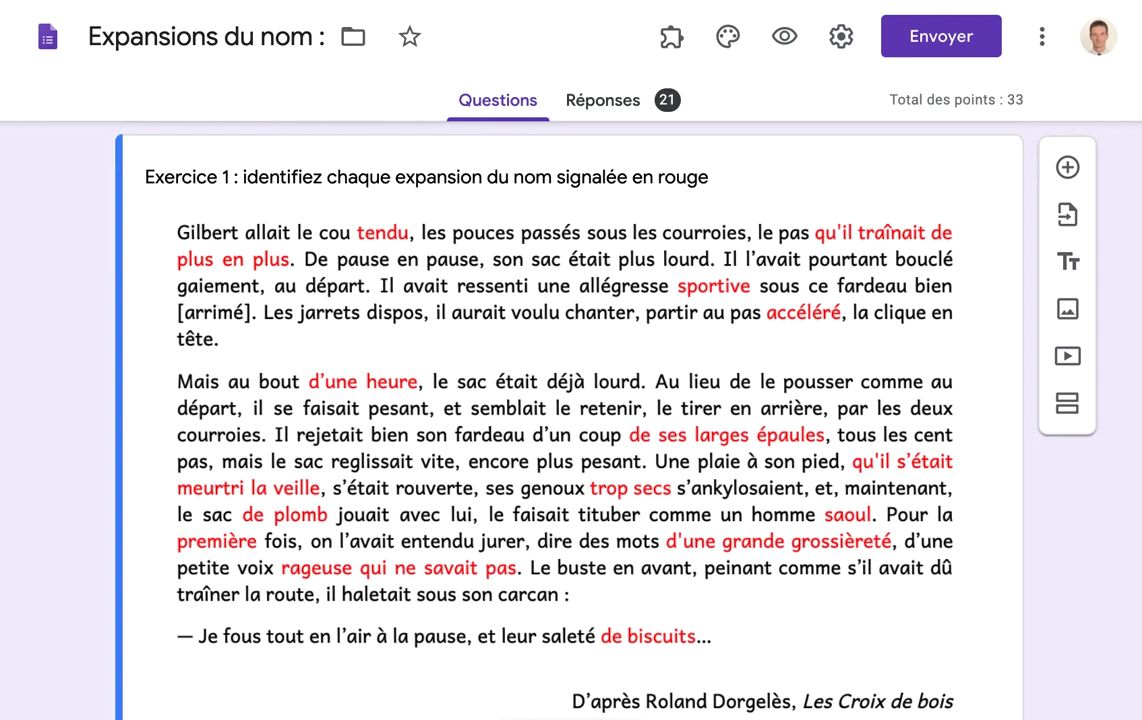 Expansions du nom :
Envoyer
Questions
Réponses 21
Total des points : 33
Exercice 1 : identifiez chaque expansion du nom signalée en rouge
Gilbert allait le cou tendu, les pouces passés sous les courroies, le pas qu'il traînait de
plus en plus. De pause en pause, son sac était plus lourd. Il l’avait pourtant bouclé
gaiement, au départ. Il avait ressenti une allégresse sportive sous ce fardeau bien
[arrimé]. Les jarrets dispos, il aurait voulu chanter, partir au pas accéléré, la clique en
tête.
Mais au bout d’une heure, le sac était déjà lourd. Au lieu de le pousser comme au
départ, il se faisait pesant, et semblait le retenir, le tirer en arrière, par les deux
courroies. Il rejetait bien son fardeau d’un coup de ses larges épaules, tous les cent
pas, mais le sac reglissait vite, encore plus pesant. Une plaie à son pied, qu'il s’était
meurtri la veille, s’était rouverte, ses genoux trop secs s’ankylosaient, et, maintenant,
le sac de plomb jouait avec lui, le faisait tituber comme un homme saoul. Pour la
première fois, on l’avait entendu jurer, dire des mots d'une grande grossièreté, d’une
petite voix rageuse qui ne savait pas. Le buste en avant, peinant comme s’il avait dû
traîner la route, il haletait sous son carcan :
— Je fous tout en l’air à la pause, et leur saleté de biscuits...
D’après Roland Dorgelès, Les Croix de bois